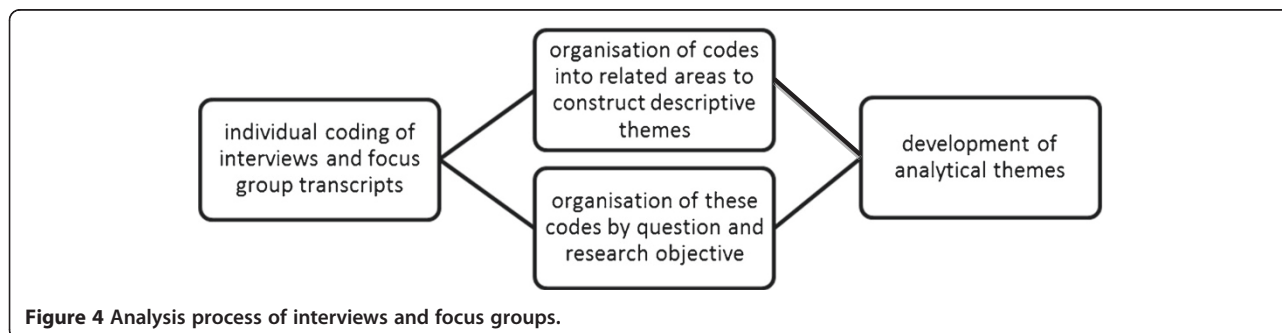 individual coding of
interviews and focus
group transcripts
organisation of codes
into related areas to
construct descriptive
themes
organisation of these
codes by question and
research objective
development of
analytical themes
Figure 4 Analysis process of interviews and focus groups.